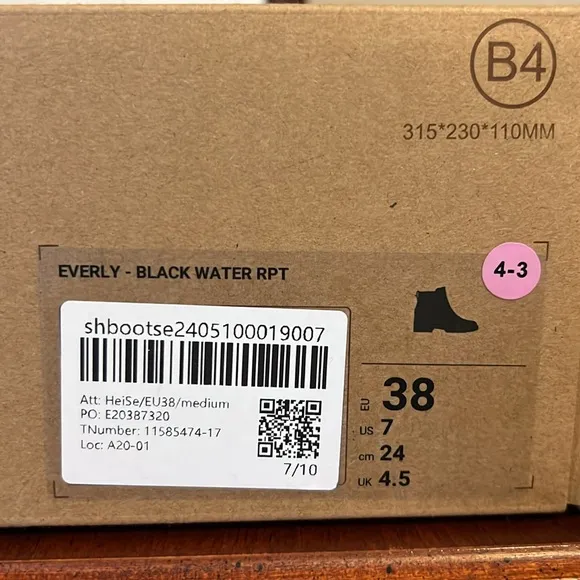 B4
315*230*110MM
EVERLY - BLACK WATER RPT
4-3
shbootse2405100019007
Att: HeiSe/EU38/medium
PO: E20387320
TNumber: 11585474-17
Loc: A20-01
7/10
EU 38
US 7
cm 24
UK 4.5